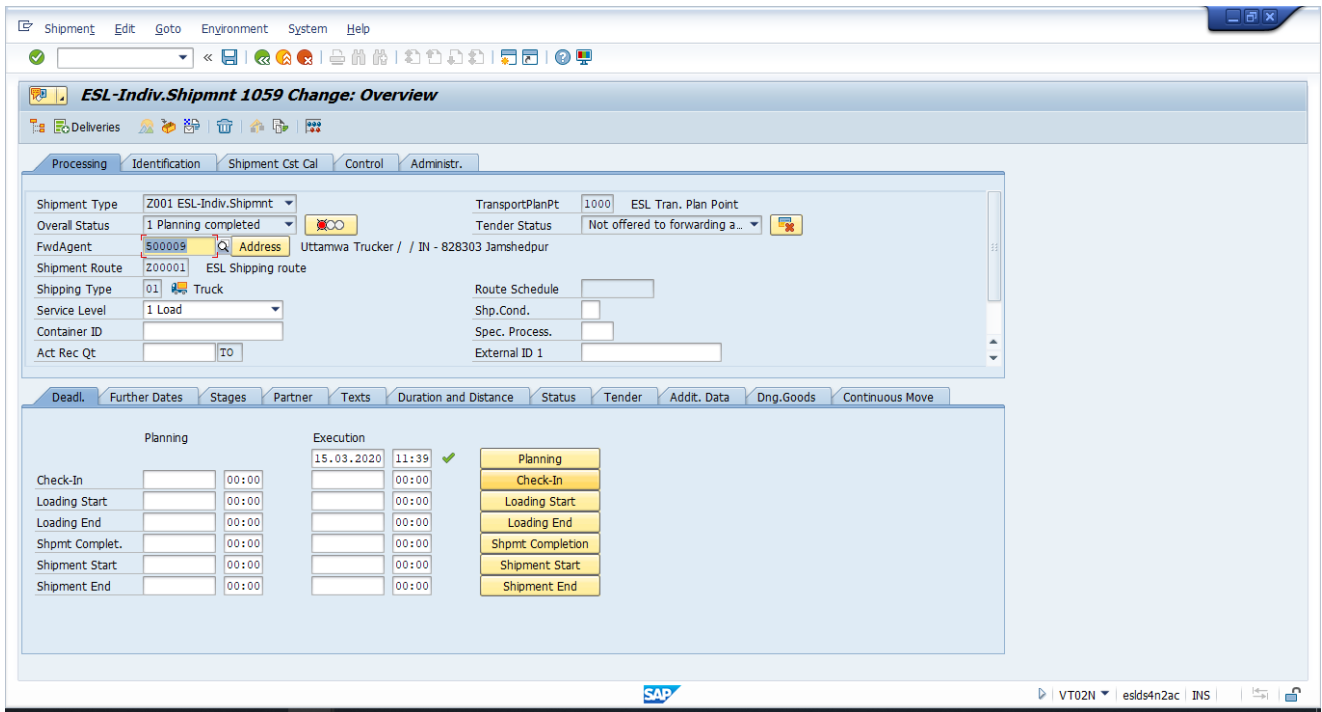 Shipment Edit Goto Environment System Help
ESL-Indiv.Shipmnt 1059 Change: Overview
Deliveries
Processing Identification Shipment Cst Cal Control Administr.
Shipment Type Z001 ESL-Indiv.Shipmnt TransportPlanPt 1000 ESL Tran. Plan Point
Overall Status 1 Planning completed Tender Status Not offered to forwarding a...
FwdAgent 500009 Address Uttamwa Trucker / / IN - 828303 Jamshedpur
Shipment Route Z00001 ESL Shipping route
Shipping Type 01 Truck Route Schedule
Service Level 1 Load Shp.Cond.
Container ID Spec. Process.
Act Rec Qt TO External ID 1
Deadl. Further Dates Stages Partner Texts Duration and Distance Status Tender Addit. Data Dng.Goods Continuous Move
Planning Execution
15.03.2020 11:39 Planning
Check-In 00:00 00:00 Check-In
Loading Start 00:00 00:00 Loading Start
Loading End 00:00 00:00 Loading End
Shpmt Complet. 00:00 00:00 Shpmt Completion
Shipment Start 00:00 00:00 Shipment Start
Shipment End 00:00 00:00 Shipment End
SAP VT02N eslds4n2ac INS